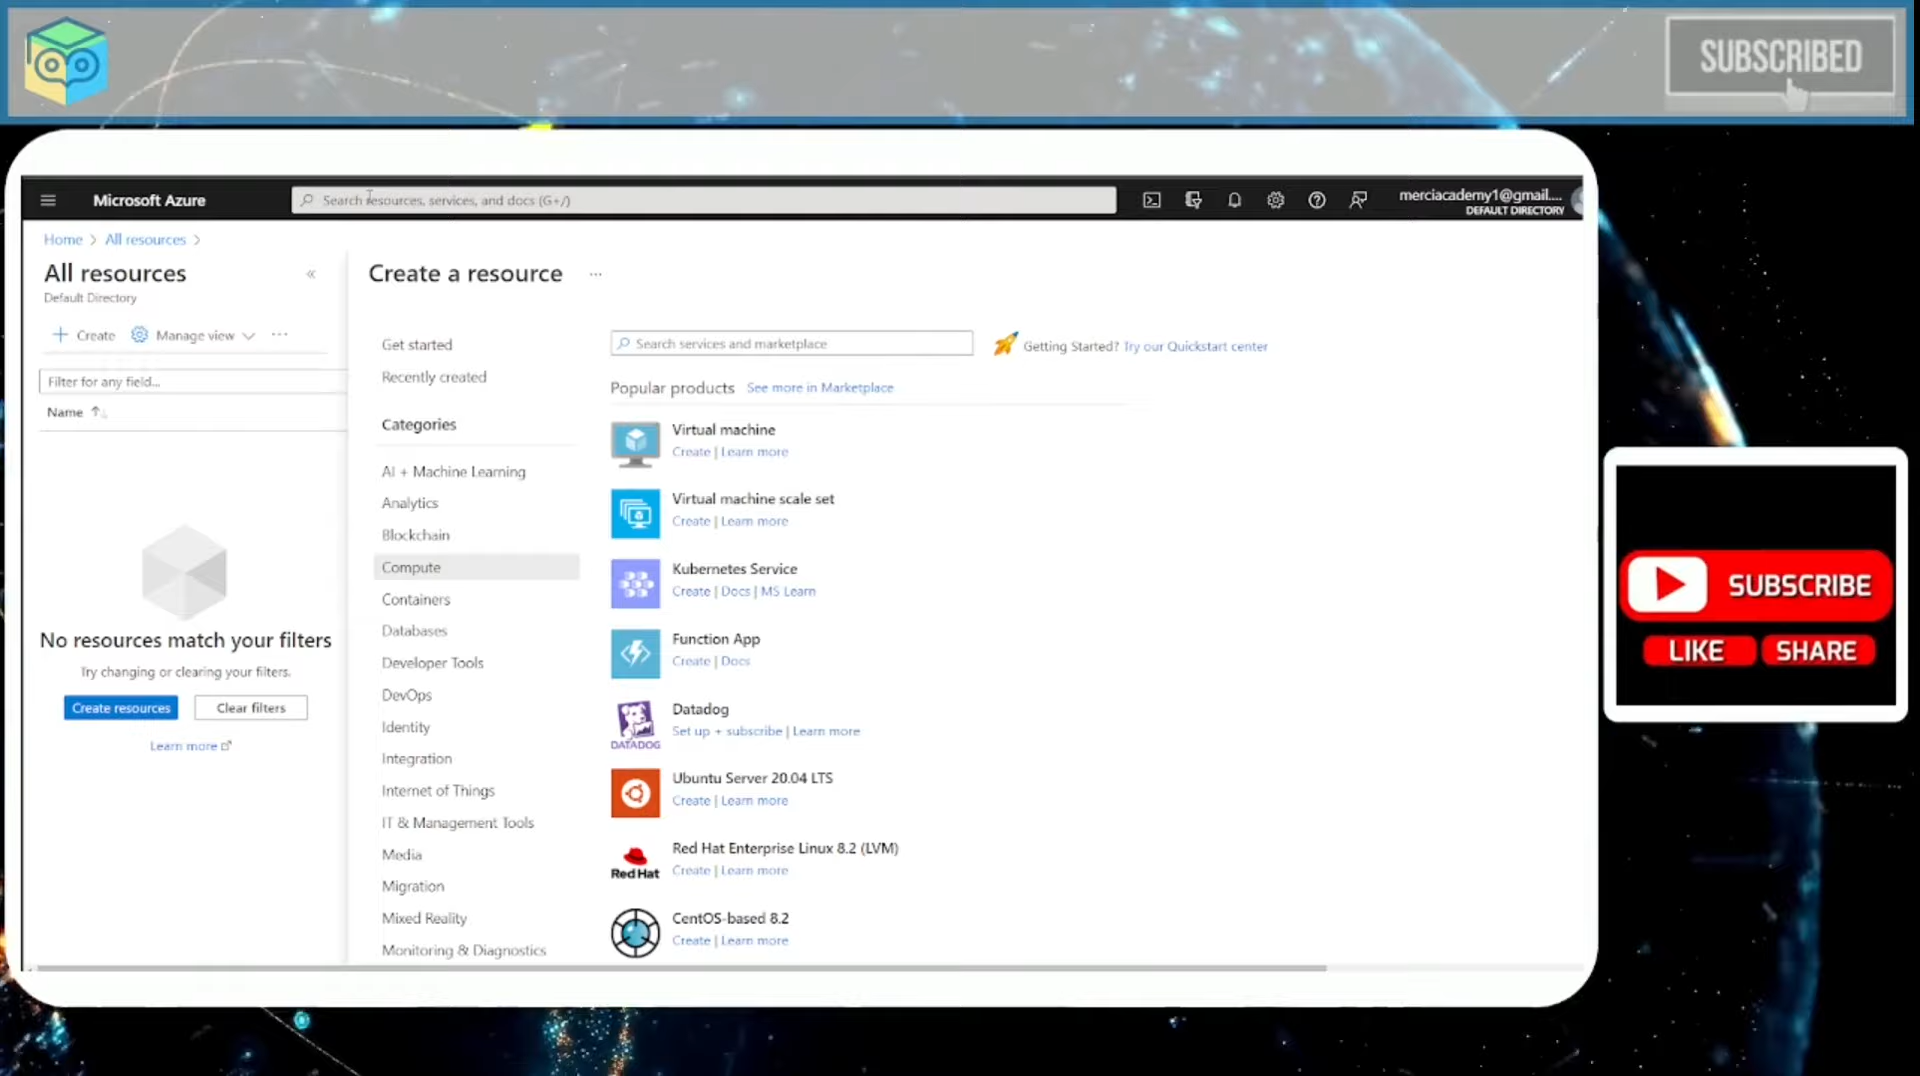 SUBSCRIBED
Microsoft Azure
Search resources, services, and docs (G+/)
merciacademy1@gmail....
DEFAULT DIRECTORY
Home > All resources >
All resources
Default Directory
+ Create
Manage view
...
Filter for any field...
Name
No resources match your filters
Try changing or clearing your filters.
Create resources
Clear filters
Learn more
Create a resource
...
Get started
Recently created
Categories
AI + Machine Learning
Analytics
Blockchain
Compute
Containers
Databases
Developer Tools
DevOps
Identity
Integration
Internet of Things
IT & Management Tools
Media
Migration
Mixed Reality
Monitoring & Diagnostics
Search services and marketplace
Getting Started? Try our Quickstart center
Popular products See more in Marketplace
Virtual machine
Create | Learn more
Virtual machine scale set
Create | Learn more
Kubernetes Service
Create | Docs | MS Learn
Function App
Create | Docs
DATADOG
Datadog
Set up + subscribe | Learn more
Ubuntu Server 20.04 LTS
Create | Learn more
Red Hat
Red Hat Enterprise Linux 8.2 (LVM)
Create | Learn more
CentOS-based 8.2
Create | Learn more
SUBSCRIBE
LIKE
SHARE